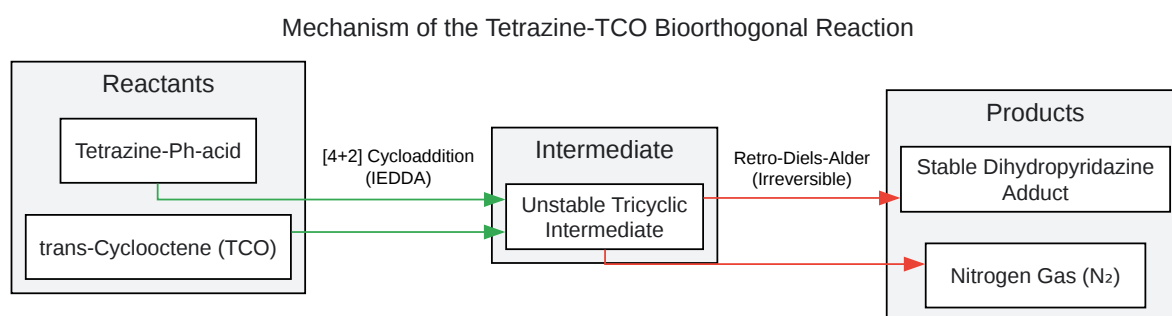 Mechanism of the Tetrazine-TCO Bioorthogonal Reaction
Reactants
Tetrazine-Ph-acid
trans-Cyclooctene (TCO)
[4+2] Cycloaddition
(IEDDA)
Intermediate
Unstable Tricyclic
Intermediate
Retro-Diels-Alder
(Irreversible)
Products
Stable Dihydropyridazine
Adduct
Nitrogen Gas (N₂)